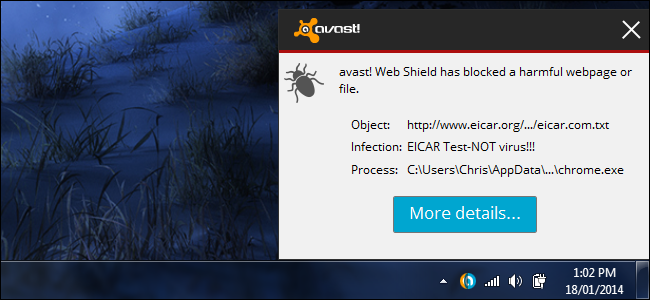 avast!
avast! Web Shield has blocked a harmful webpage or
file.
Object: http://www.eicar.org/.../eicar.com.txt
Infection: EICAR Test-NOT virus!!!
Process: C:\Users\Chris\AppData\...\chrome.exe
More details...
1:02 PM
18/01/2014